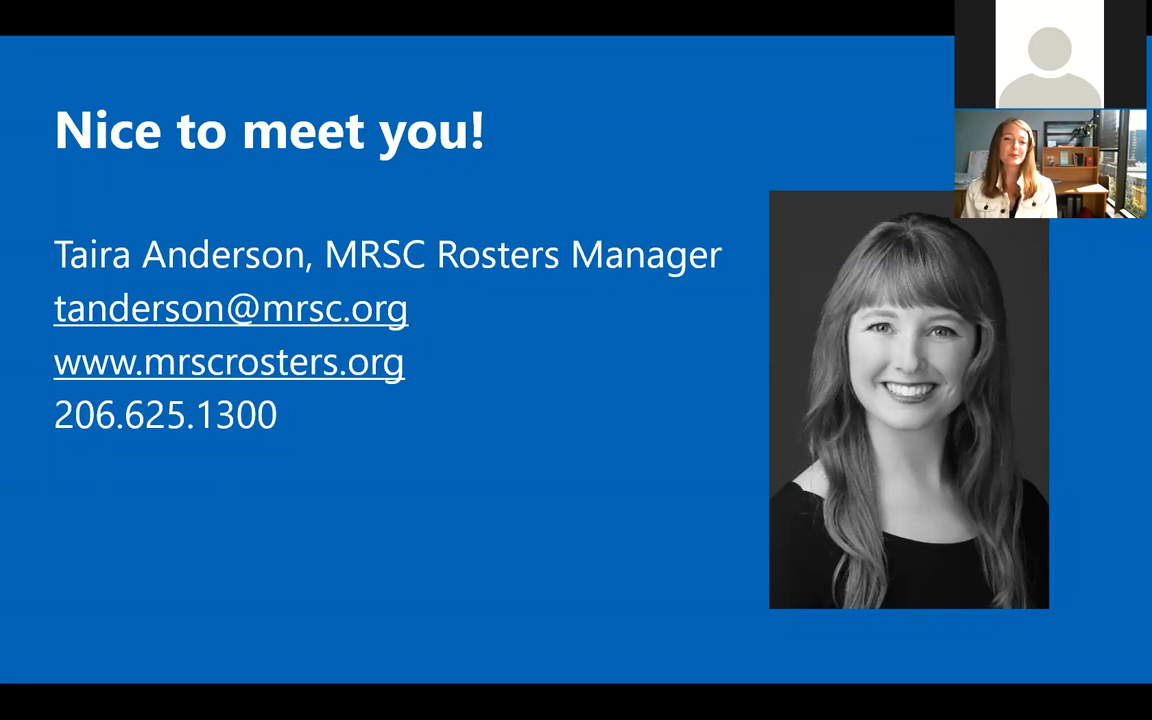 Nice to meet you!
Taira Anderson, MRSC Rosters Manager
tanderson@mrsc.org
www.mrscrosters.org
206.625.1300